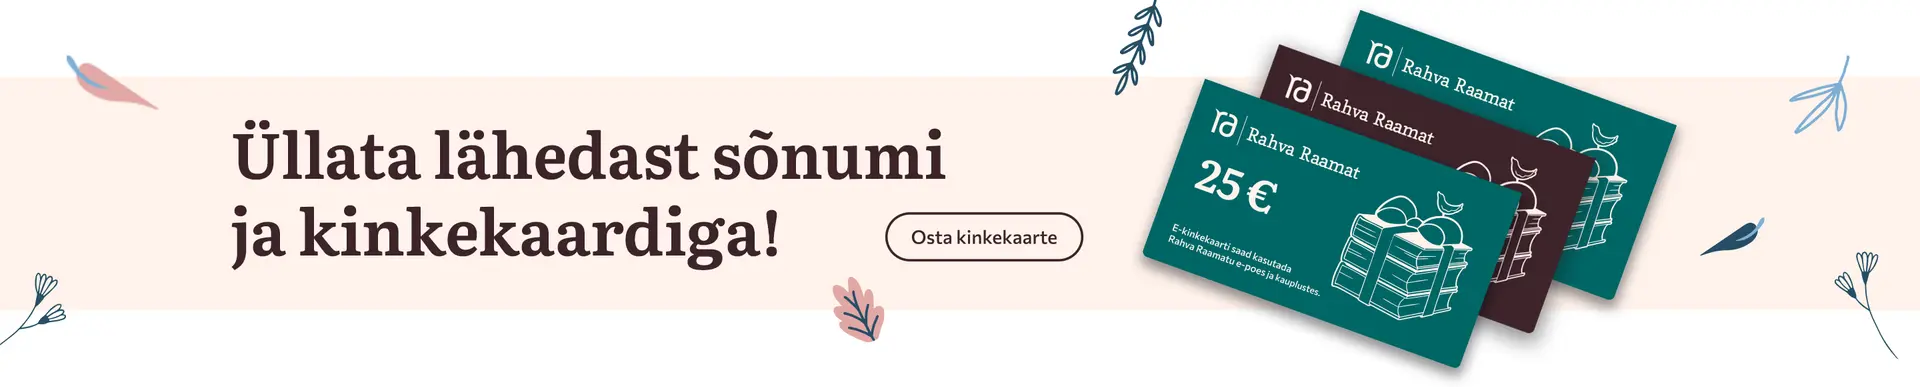 Üllata lähedast sõnumi
ja kinkekaardiga!
Osta kinkekaarte
ra Rahva Raamat
ra Rahva Raamat
ra Rahva Raamat
25 €
E-kinkekaarti saad kasutada
Rahva Raamatu e-poes ja kauplustes.